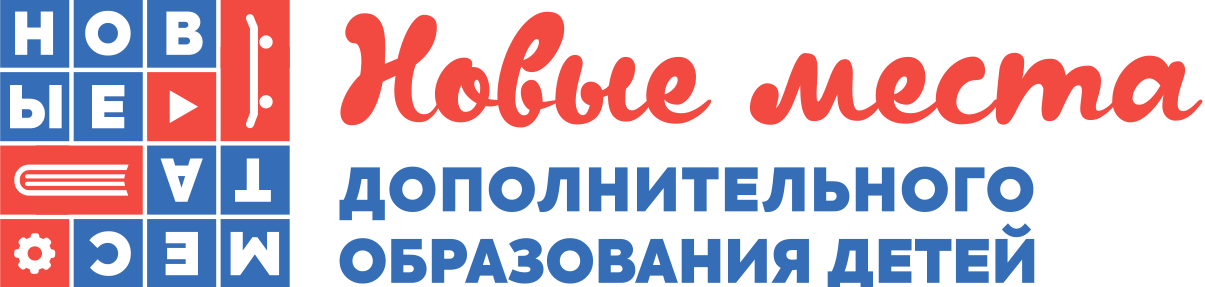 НОВ
ЫЕ
МЕС
ТА
Новые места
ДОПОЛНИТЕЛЬНОГО
ОБРАЗОВАНИЯ ДЕТЕЙ